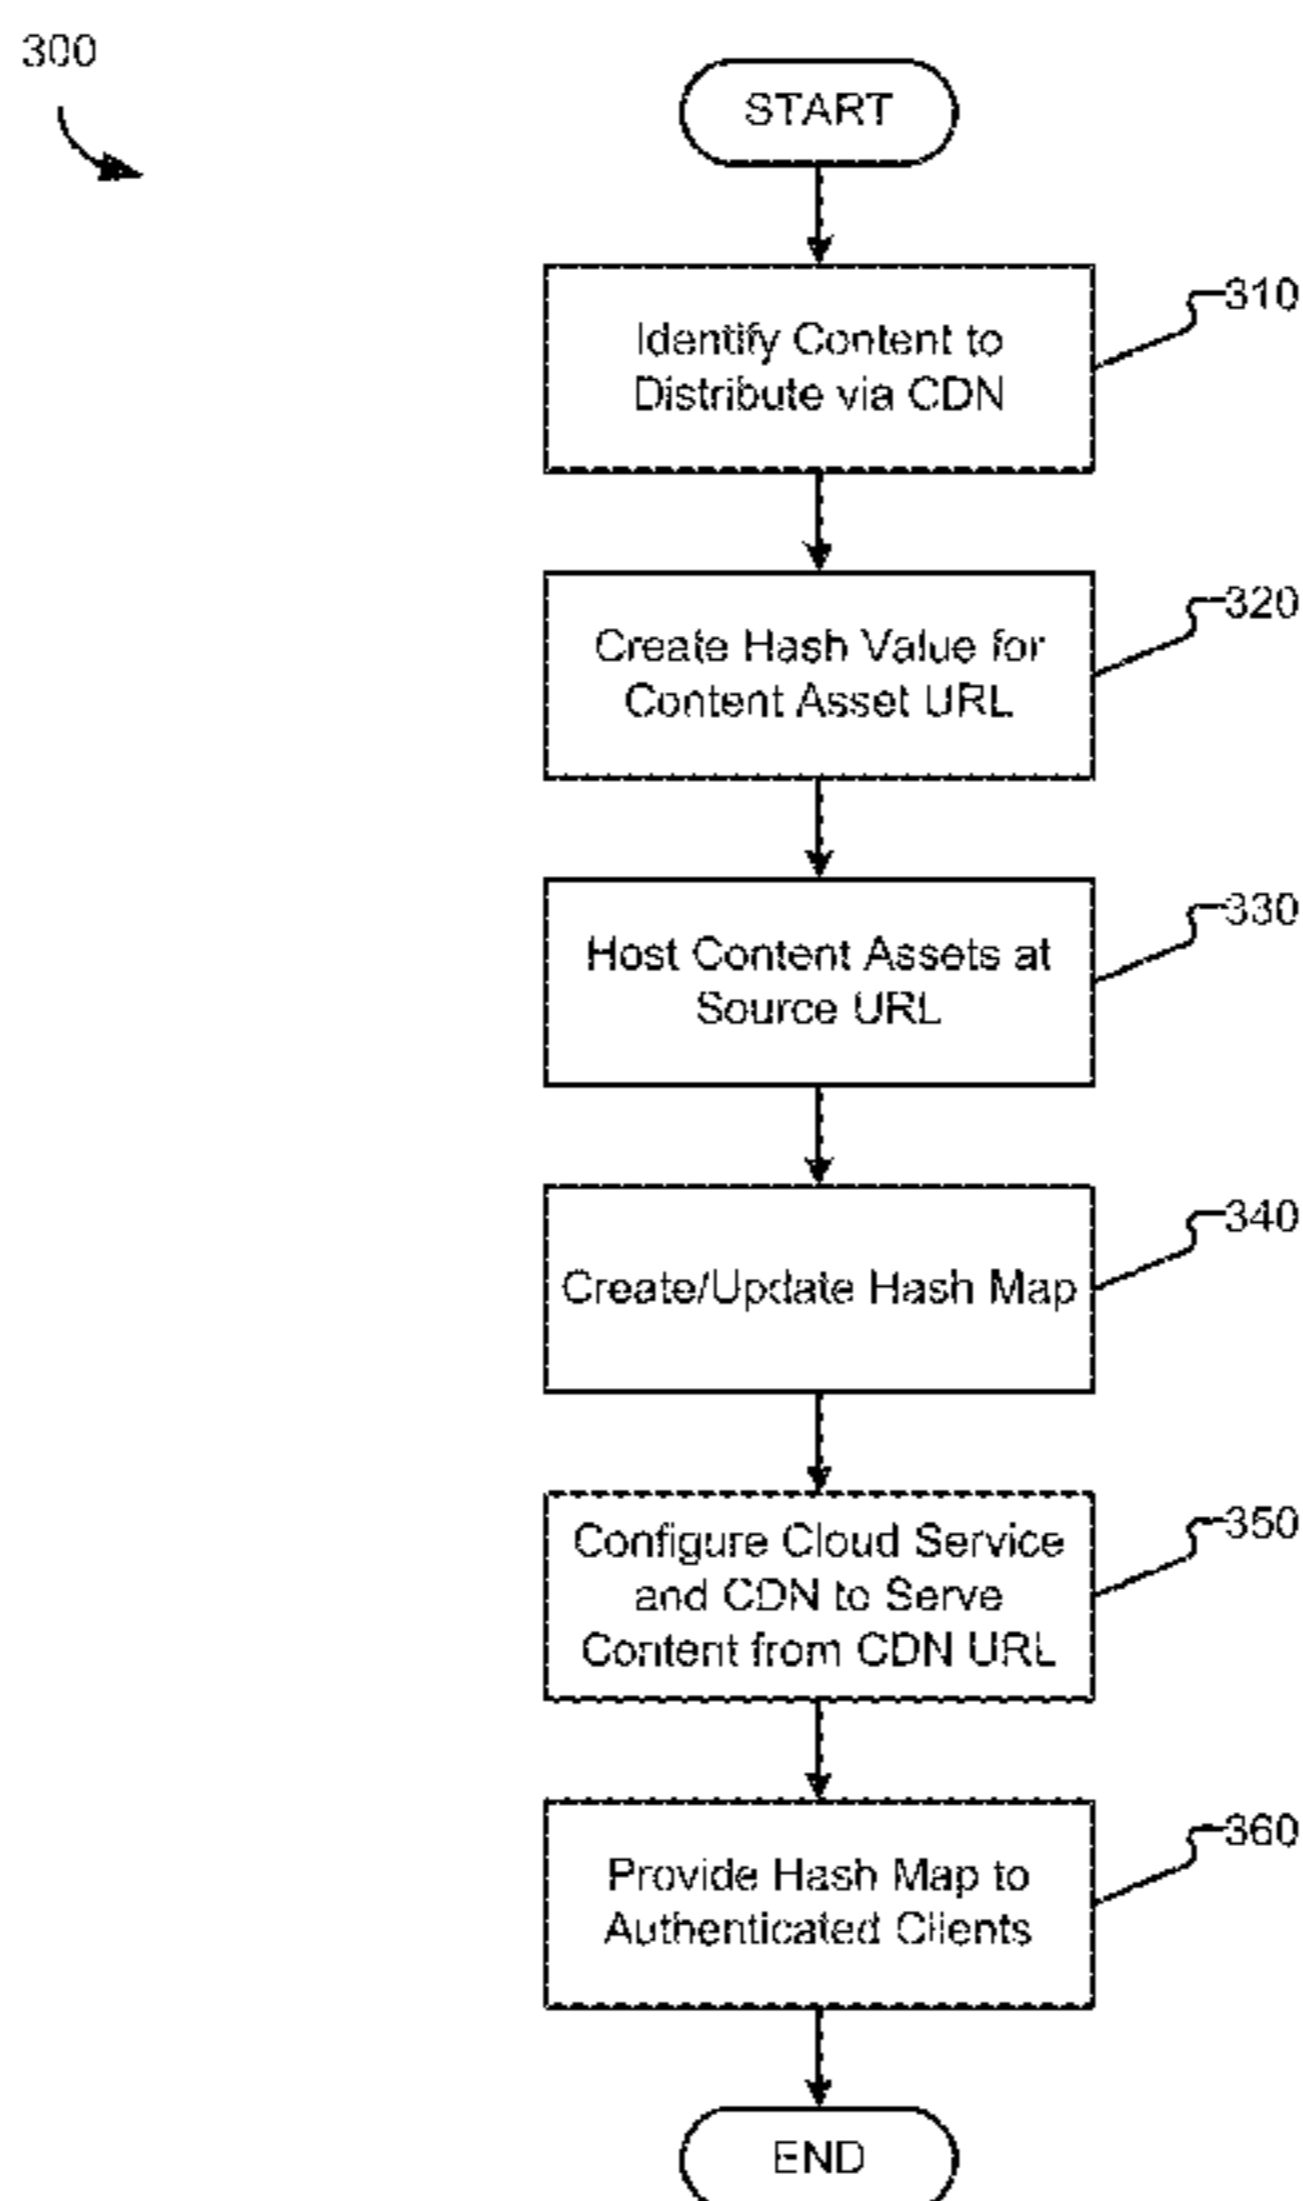 300
START
310
Identify Content to
Distribute via CDN
320
Create Hash Value for
Content Asset URL
330
Host Content Assets at
Source URL
340
Create/Update Hash Map
350
Configure Cloud Service
and CDN to Serve
Content from CDN URL
360
Provide Hash Map to
Authenticated Clients
END